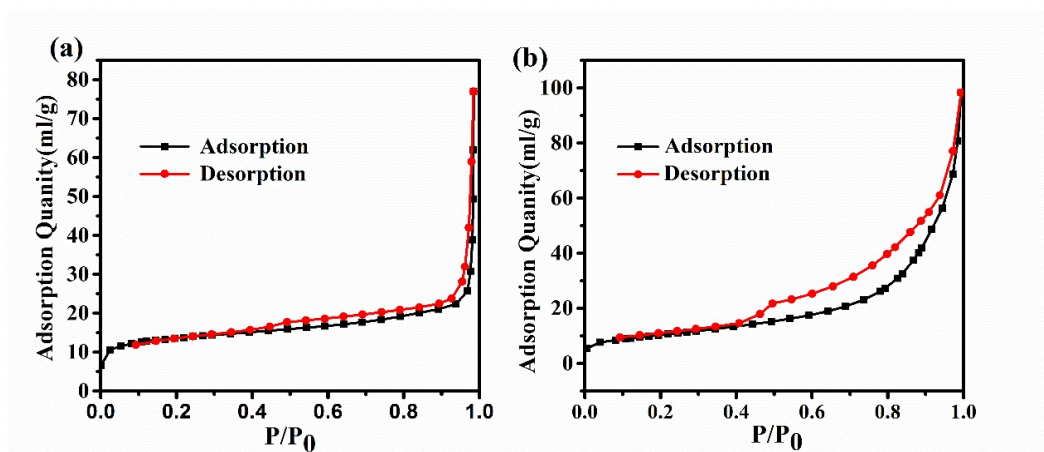 (a)
Adsorption Quanity(ml/g)
80
70
60
50
40
30
20
10
0
Adsorption
Desorption
0.0 0.2 0.4 0.6 0.8 1.0
P/P0
(b)
Adsorption Quanity(ml/g)
100
80
60
40
20
0
Adsorption
Desorption
0.0 0.2 0.4 0.6 0.8 1.0
P/P0